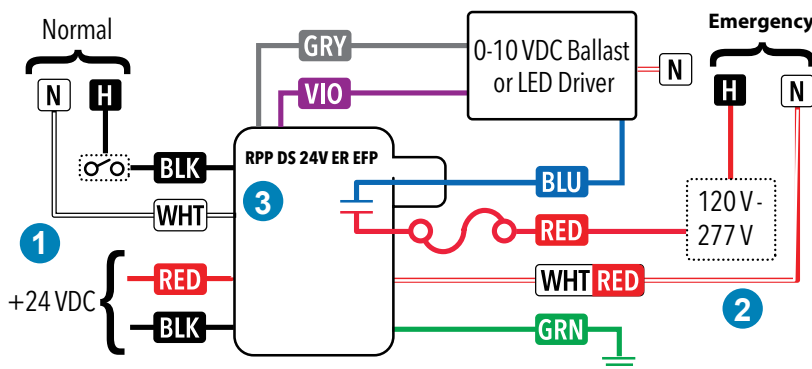 Normal
N
H
BLK
WHT
1
+24 VDC
RED
BLK
GRY
VIO
RPP DS 24V ER EFP
3
0-10 VDC Ballast
or LED Driver
N
BLU
RED
WHT RED
GRN
Emergency
H
N
120 V -
277 V
2